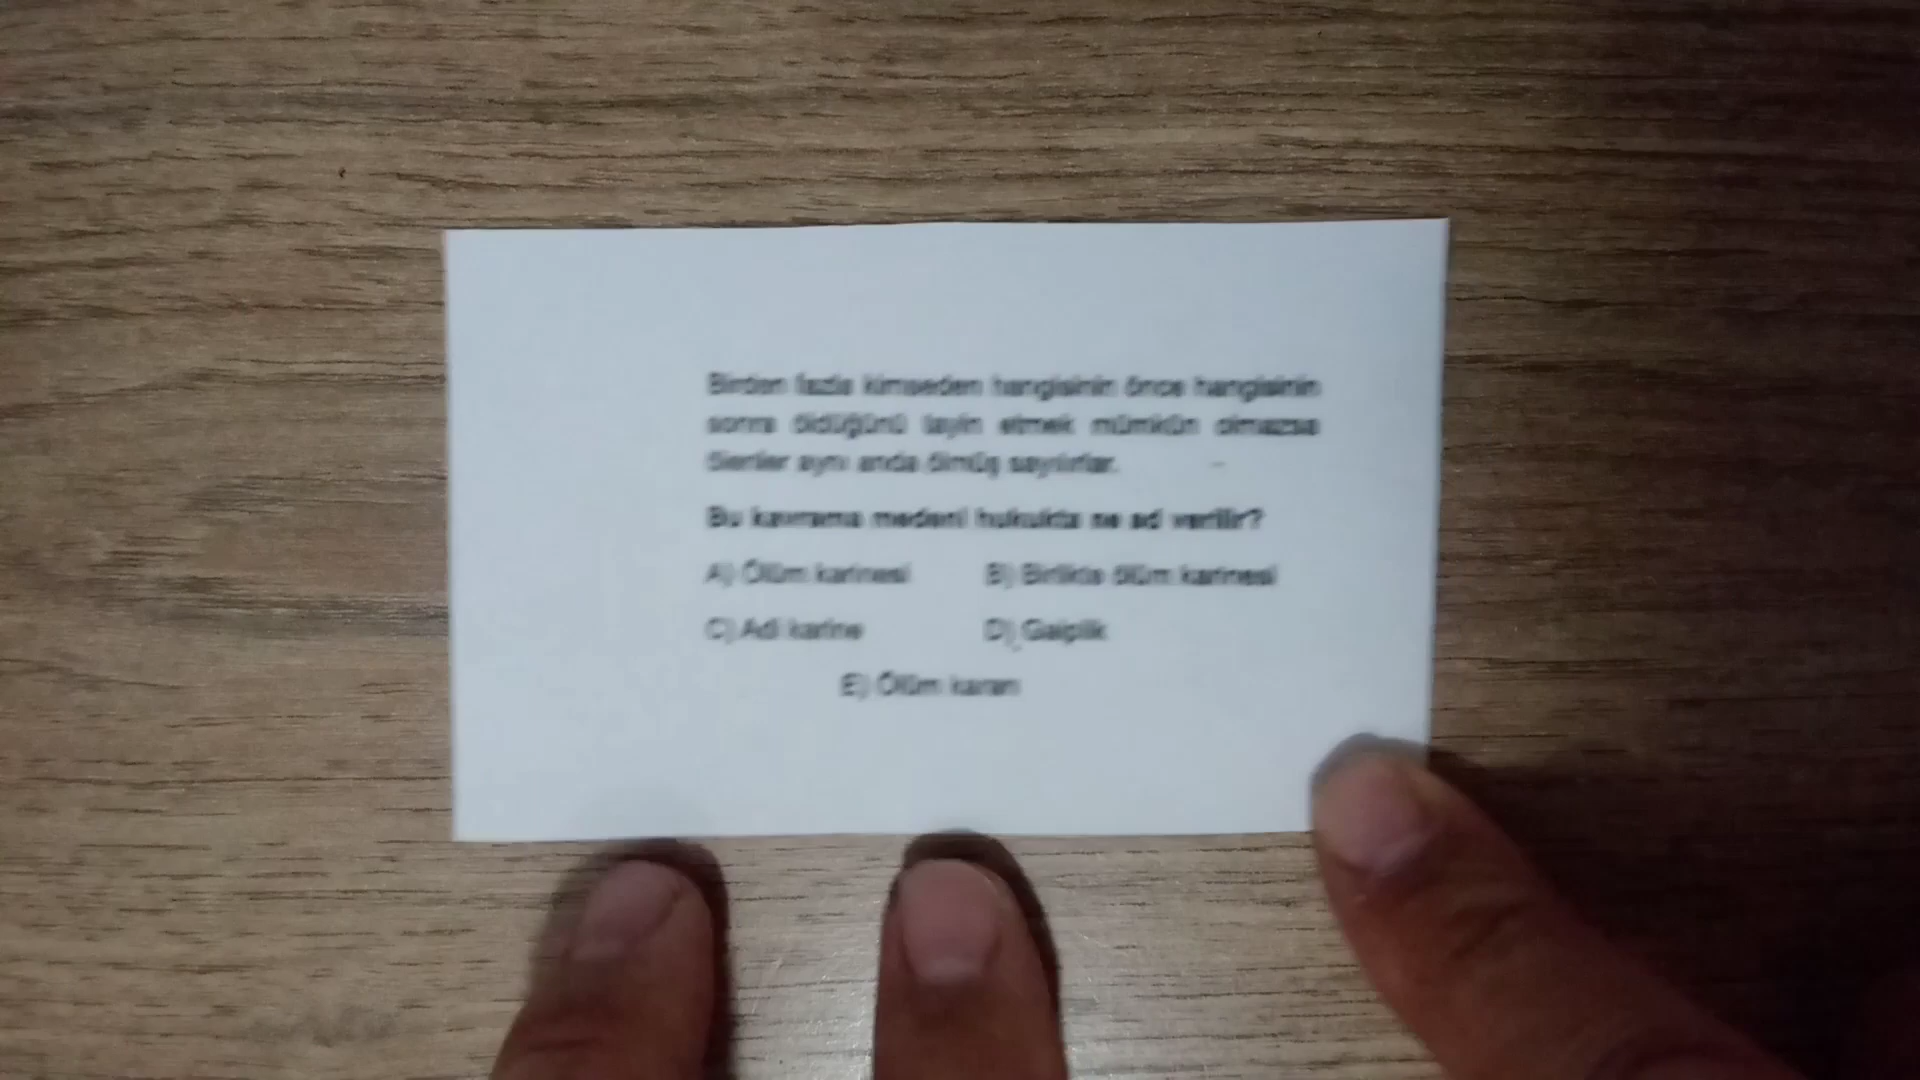 Birden fazla kimseden hangisinin önce hangisinin
sonra öldüğünü tayin etmek mümkün olmazsa
ölenler aynı anda ölmüş sayılırlar.
Bu kavrama medeni hukukta ne ad verilir?
A) Ölüm karinesi B) Birlikte ölüm karinesi
C) Adi karine D) Gaiplik
E) Ölüm kararı